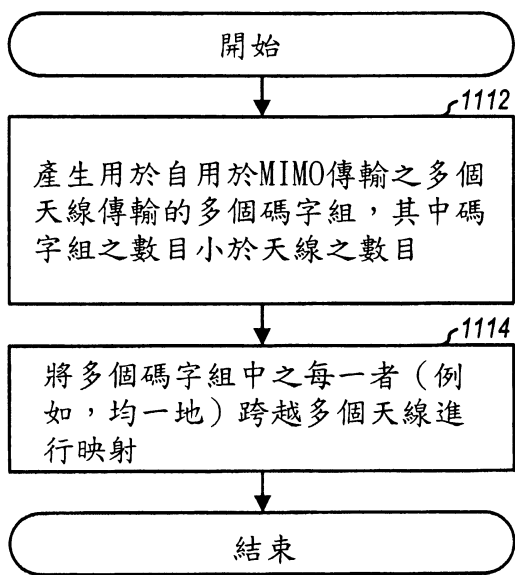 開始
1112
產生用於自用於MIMO傳輸之多個
天線傳輸的多個碼字組，其中碼
字組之數目小於天線之數目
1114
將多個碼字組中之每一者（例
如，均一地）跨越多個天線進
行映射
結束